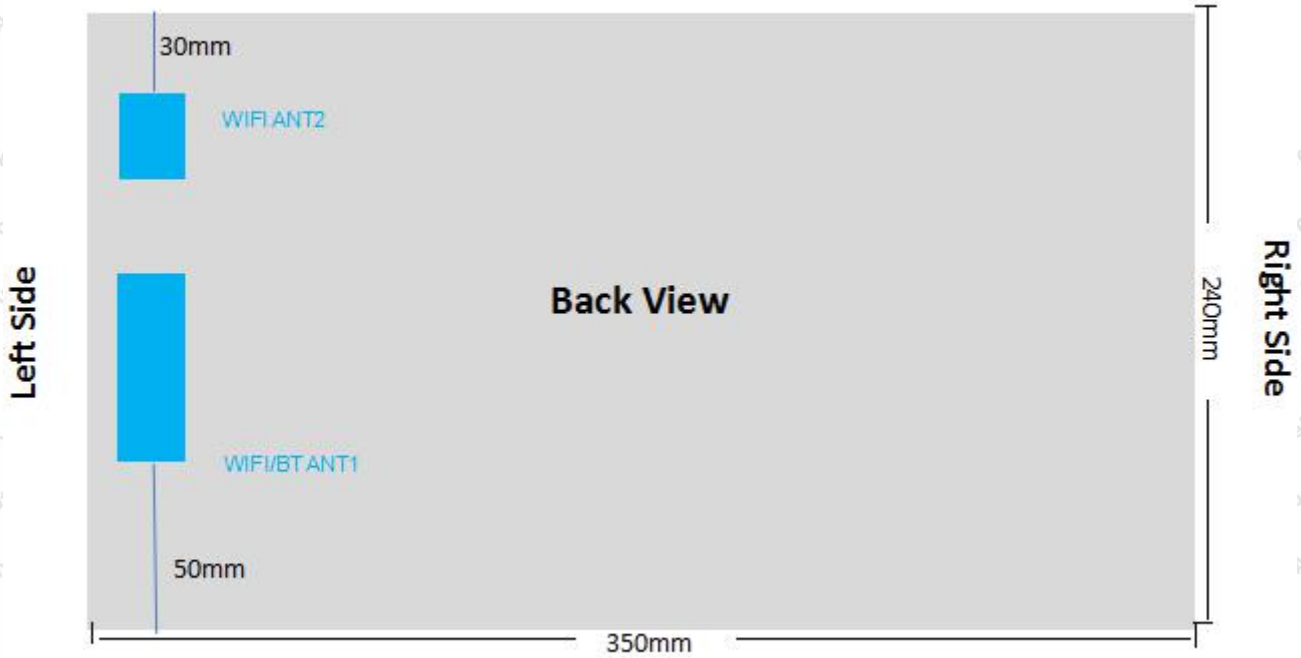 30mm
WIFI ANT2
Left Side
Back View
240mm
Right Side
WIFI/BT ANT1
50mm
350mm